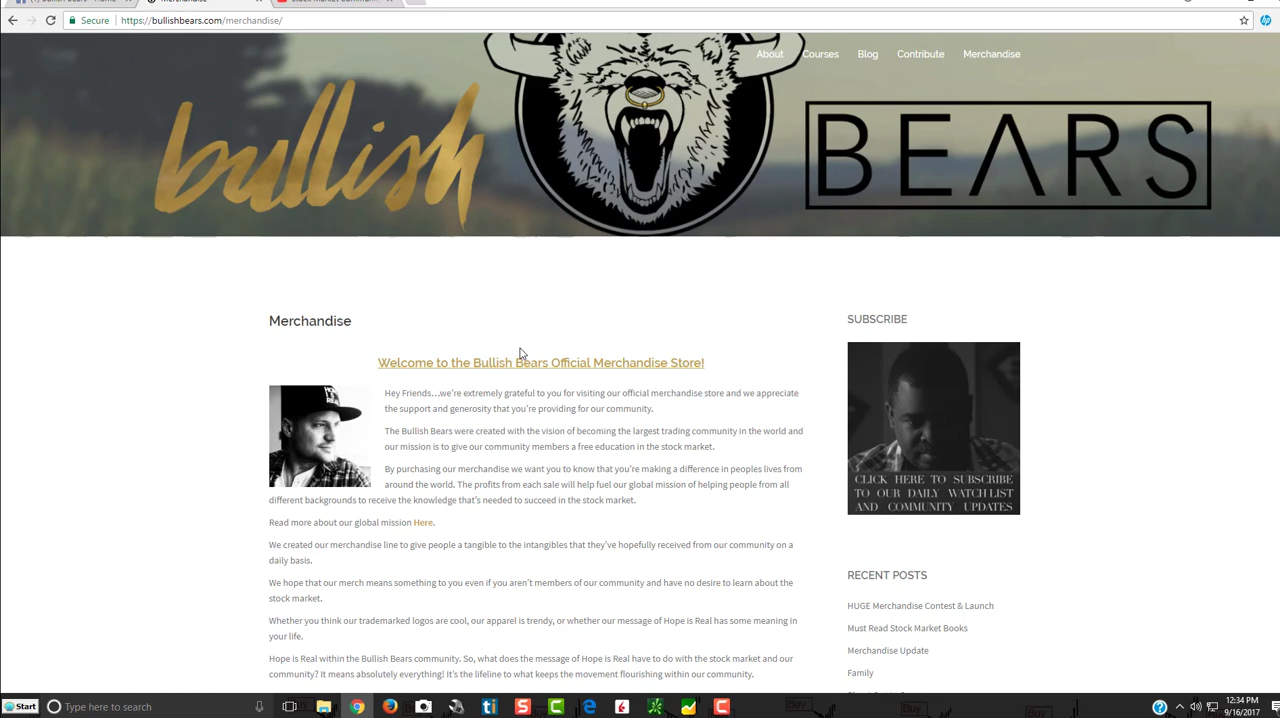 Secure
https://bullishbears.com/merchandise/
About
Courses
Blog
Contribute
Merchandise
bullish
BEARS
Merchandise
Welcome to the Bullish Bears Official Merchandise Store!
Hey Friends…we're extremely grateful to you for visiting our official merchandise store and we appreciate
the support and generosity that you're providing for our community.
The Bullish Bears were created with the vision of becoming the largest trading community in the world and
our mission is to give our community members a free education in the stock market.
By purchasing our merchandise we want you to know that you're making a difference in peoples lives from
around the world. The profits from each sale will help fuel our global mission of helping people from all
different backgrounds to receive the knowledge that's needed to succeed in the stock market.
Read more about our global mission Here.
We created our merchandise line to give people a tangible to the intangibles that they've hopefully received from our community on a
daily basis.
We hope that our merch means something to you even if you aren't members of our community and have no desire to learn about the
stock market.
Whether you think our trademarked logos are cool, our apparel is trendy, or whether our message of Hope is Real has some meaning in
your life.
Hope is Real within the Bullish Bears community. So, what does the message of Hope is Real have to do with the stock market and our
community? It means absolutely everything! It's the lifeline to what keeps the movement flourishing within our community.
SUBSCRIBE
CLICK HERE TO SUBSCRIBE
TO OUR DAILY WATCH LIST
AND COMMUNITY UPDATES
RECENT POSTS
HUGE Merchandise Contest & Launch
Must Read Stock Market Books
Merchandise Update
Family
Start
Type here to search
Buy
Buy
12:34 PM
9/16/2017